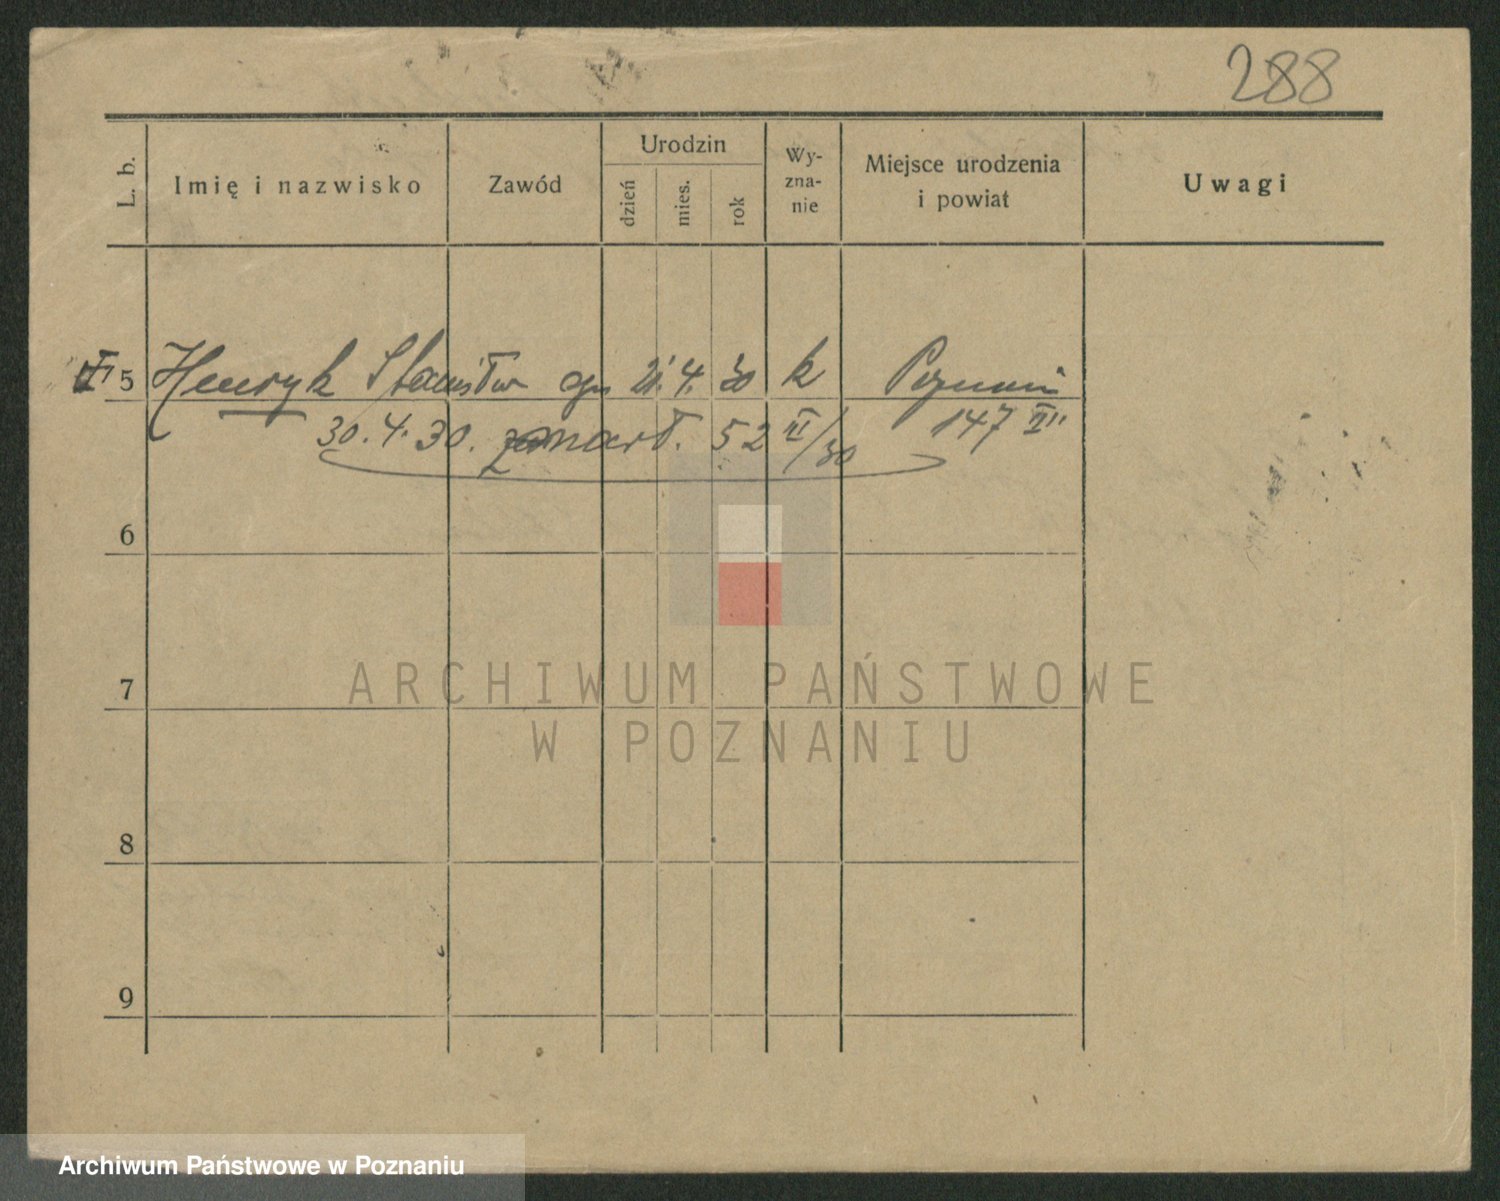 288
L. b.
Imię i nazwisko
Zawód
Urodzin
dzień
mies.
rok
Wy-
zna-
nie
Miejsce urodzenia
i powiat
Uwagi
5 Henryk Stanisław 21. 4. 30 k Poznań
30. 4. 30. zmarł. 52 III/30 147 III
6
7
8
9
ARCHIWUM PAŃSTWOWE
W POZNANIU
Archiwum Państwowe w Poznaniu